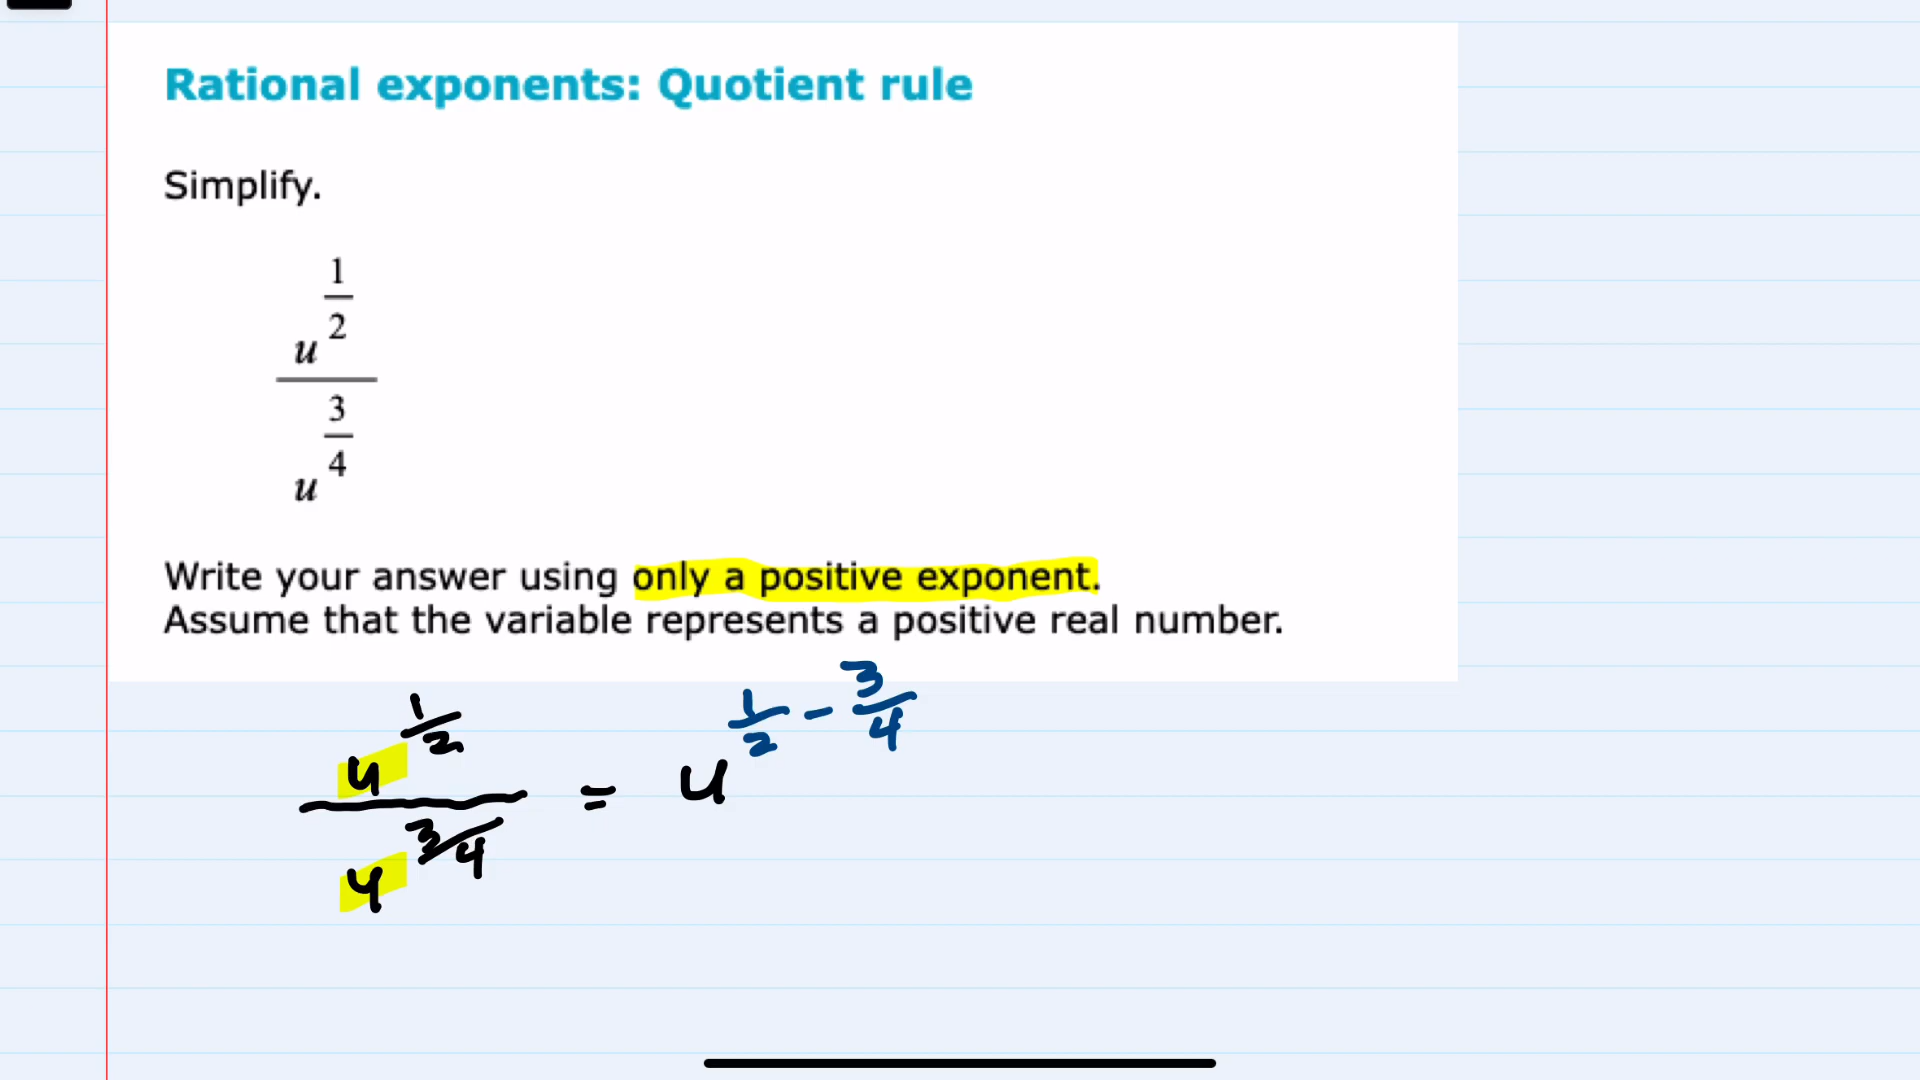 Rational exponents: Quotient rule
Simplify.
u^(1/2) / u^(3/4)
Write your answer using only a positive exponent.
Assume that the variable represents a positive real number.
u^(1/2) / u^(3/4) = u^(1/2 - 3/4)